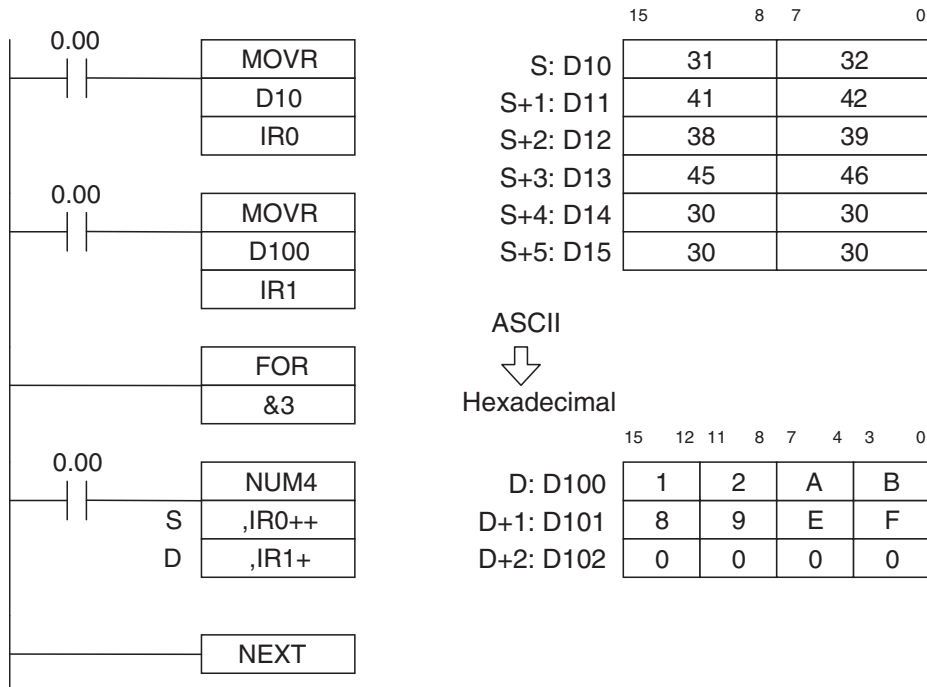 0.00
MOVR
D10
IR0
0.00
MOVR
D100
IR1
FOR
&3
0.00
NUM4
S ,IR0++
D ,IR1+
NEXT
15 8 7 0
S: D10 31 32
S+1: D11 41 42
S+2: D12 38 39
S+3: D13 45 46
S+4: D14 30 30
S+5: D15 30 30
ASCII
Hexadecimal
15 12 11 8 7 4 3 0
D: D100 1 2 A B
D+1: D101 8 9 E F
D+2: D102 0 0 0 0